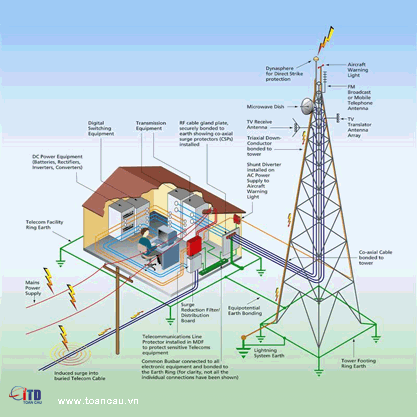 Dynasphere
for Direct Strike
protection
Aircraft
Warning
Light
FM
Broadcast
or Mobile
Telephone
Antenna
Microwave Dish
TV Receive
Antenna
TV
Translator
Antenna
Array
Triaxial Down-
Conductor
bonded to
tower
Shunt Diverter
installed on
AC Power
Supply to
Aircraft
Warning
Light
Digital
Switching
Equipment
Transmission
Equipment
RF cable gland plate,
securely bonded to
earth showing co-axial
surge protectors (CSPs)
installed
DC Power Equipment
(Batteries, Rectifiers,
Inverters, Converters)
Telecom Facility
Ring Earth
Co-axial Cable
bonded to
tower
Mains
Power
Supply
Surge
Reduction Filter/
Distribution
Board
Equipotential
Earth Bonding
Telecommunications Line
Protector installed in MDF
to protect sensitive Telecoms
equipment
Common Busbar connected to all
electronic equipment and bonded to
the Earth Ring (for clarity, not all the
individual connections have been shown)
Lightning
System Earth
Tower Footing
Ring Earth
Induced surge into
buried Telecom Cable
iTD
TOAN CAU
www.toancau.vn